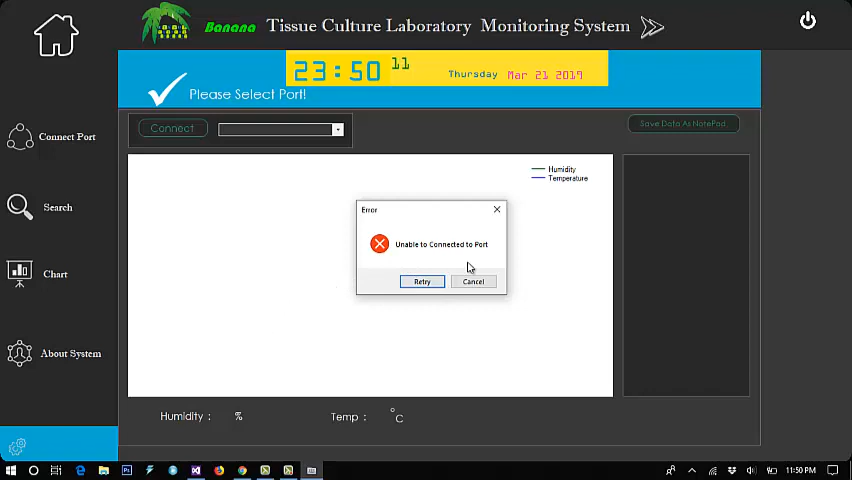 Banana Tissue Culture Laboratory Monitoring System
23:50 11 Thursday Mar 21 2019
Please Select Port!
Connect
Save Data As NotePad
Connect Port
Search
Chart
About System
Humidity
Temperature
Error
Unable to Connected to Port
Retry Cancel
Humidity : % Temp : °C
11:50 PM